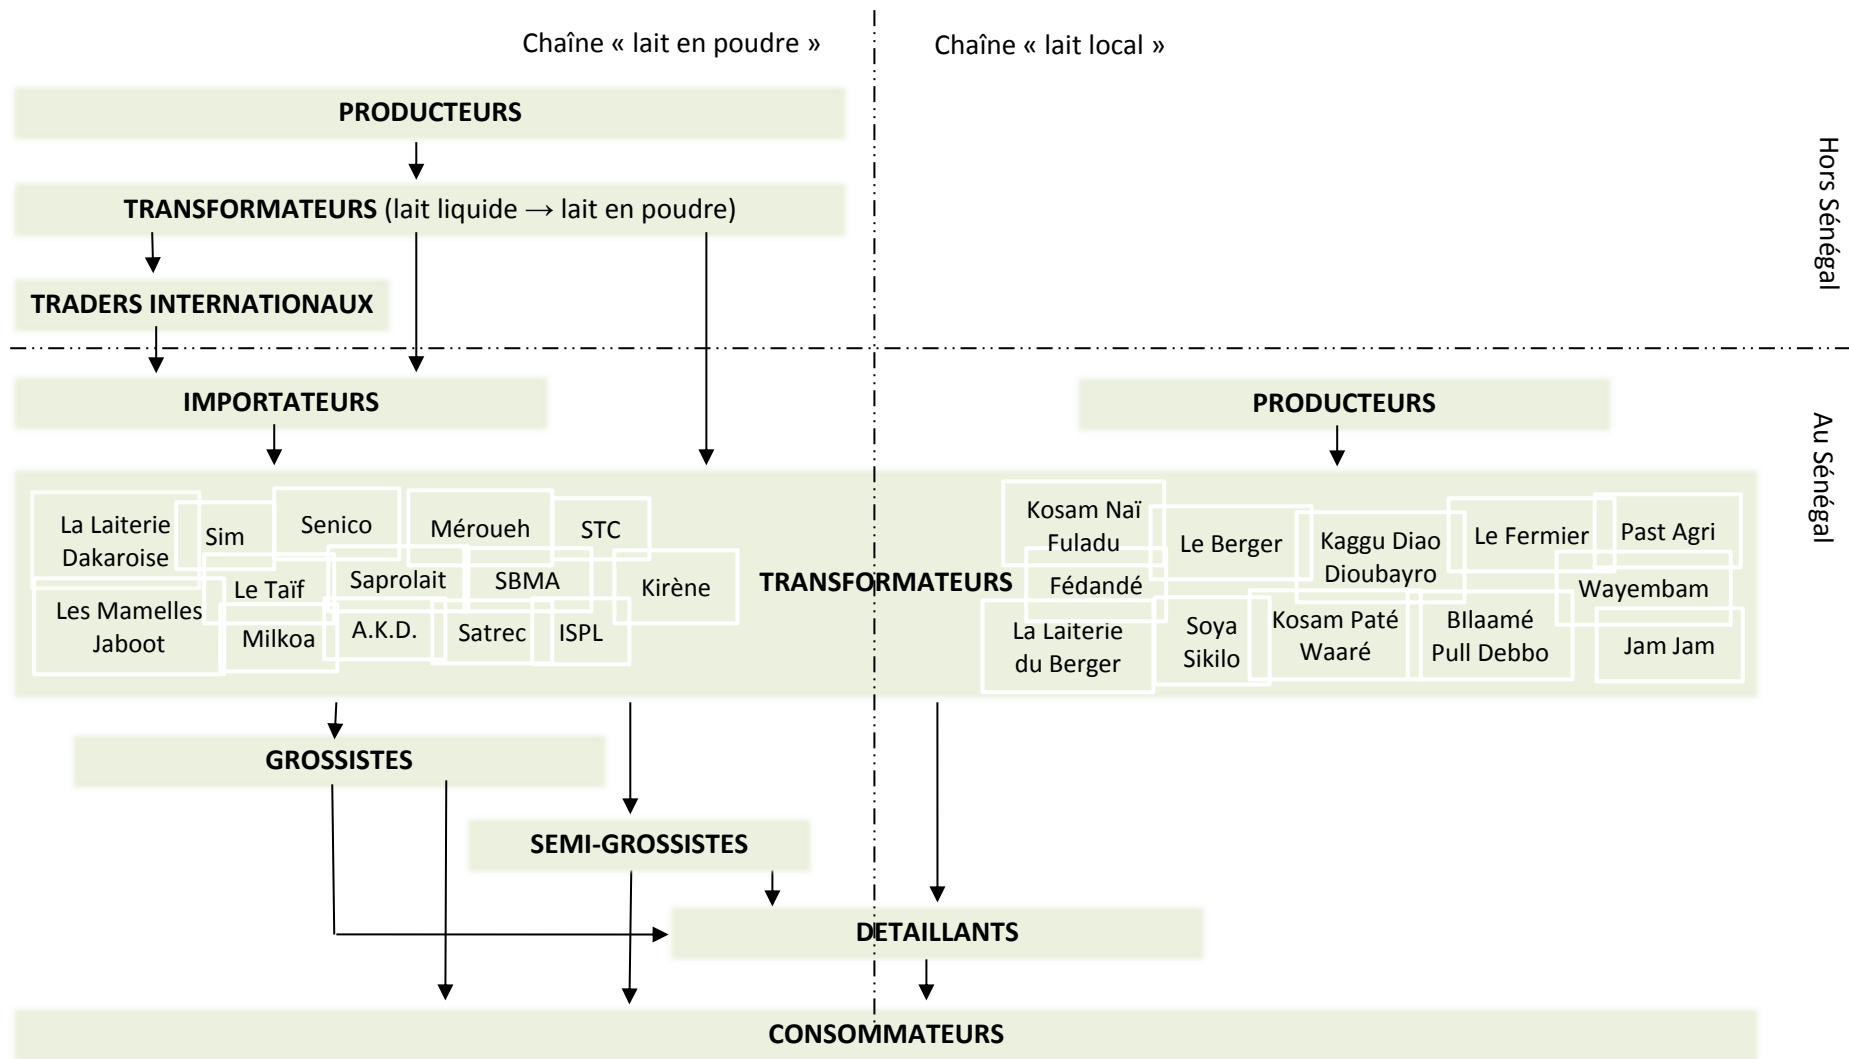 Chaîne « lait en poudre »
Chaîne « lait local »
PRODUCTEURS
TRANSFORMATEURS (lait liquide → lait en poudre)
TRADERS INTERNATIONAUX
Hors Sénégal
IMPORTATEURS
PRODUCTEURS
Au Sénégal
La Laiterie
Dakaroise
Sim
Senico
Méroueh
STC
Les Mamelles
Jaboot
Le Taïf
Saprolait
SBMA
Kirène
Milkoa
A.K.D.
Satrec
ISPL
TRANSFORMATEURS
Kosam Naï
Fuladu
Le Berger
Kaggu Diao
Dioubayro
Le Fermier
Past Agri
Fédandé
Wayembam
La Laiterie
du Berger
Soya
Sikilo
Kosam Paté
Waaré
BIlaamé
Pull Debbo
Jam Jam
GROSSISTES
SEMI-GROSSISTES
DETAILLANTS
CONSOMMATEURS